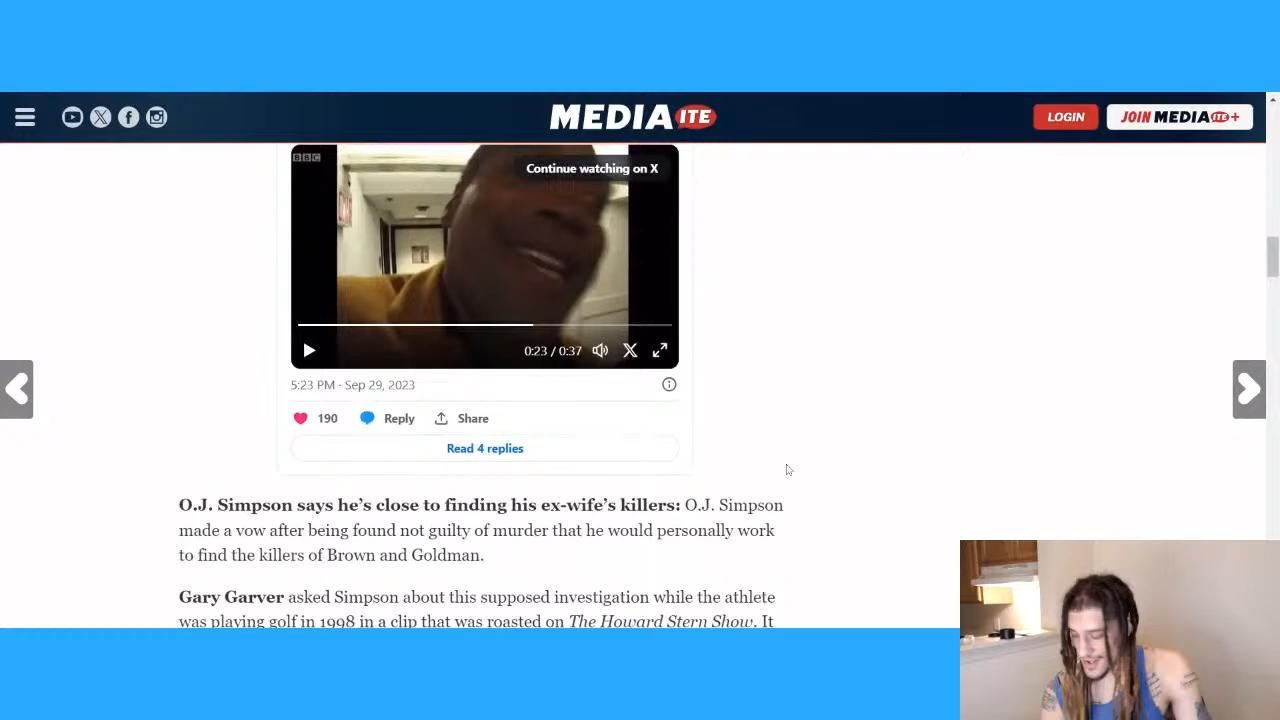 MEDIAITE
LOGIN
JOIN MEDIAITE+
BBC
Continue watching on X
0:23 / 0:37
5:23 PM · Sep 29, 2023
190 Reply Share
Read 4 replies
O.J. Simpson says he’s close to finding his ex-wife’s killers: O.J. Simpson
made a vow after being found not guilty of murder that he would personally work
to find the killers of Brown and Goldman.
Gary Garver asked Simpson about this supposed investigation while the athlete
was playing golf in 1998 in a clip that was roasted on The Howard Stern Show. It